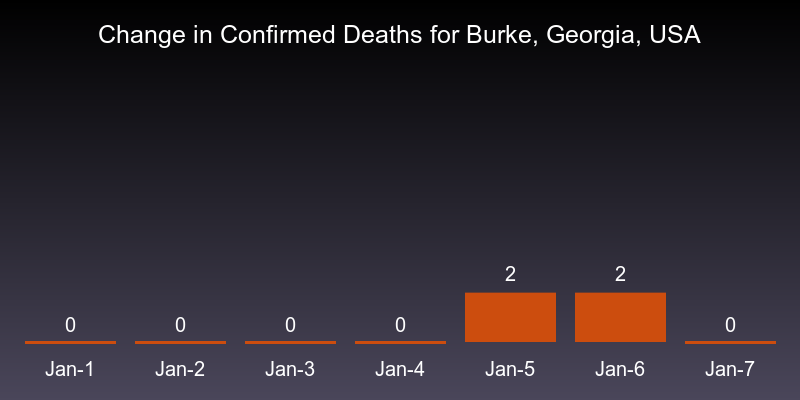 Change in Confirmed Deaths for Burke, Georgia, USA
0 0 0 0 2 2 0
Jan-1 Jan-2 Jan-3 Jan-4 Jan-5 Jan-6 Jan-7